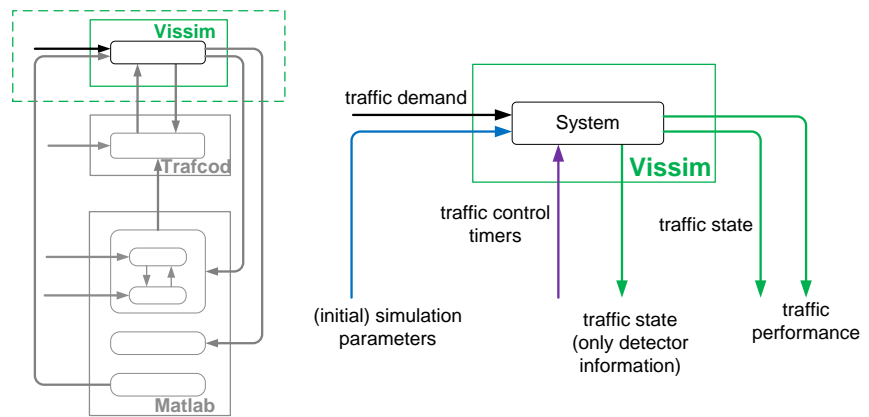 Vissim
Trafcod
Matlab
traffic demand
System
Vissim
traffic control
timers
traffic state
(initial) simulation
parameters
traffic state
(only detector
information)
traffic
performance